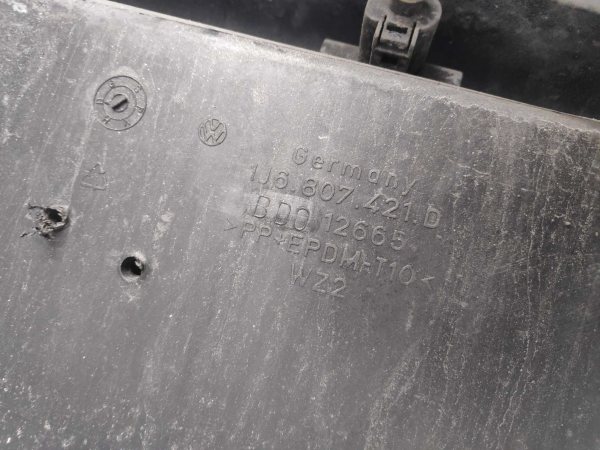 Germany
1J6.807.421.D
BDO 12665
>PP+EPDM-T10<
WZ2